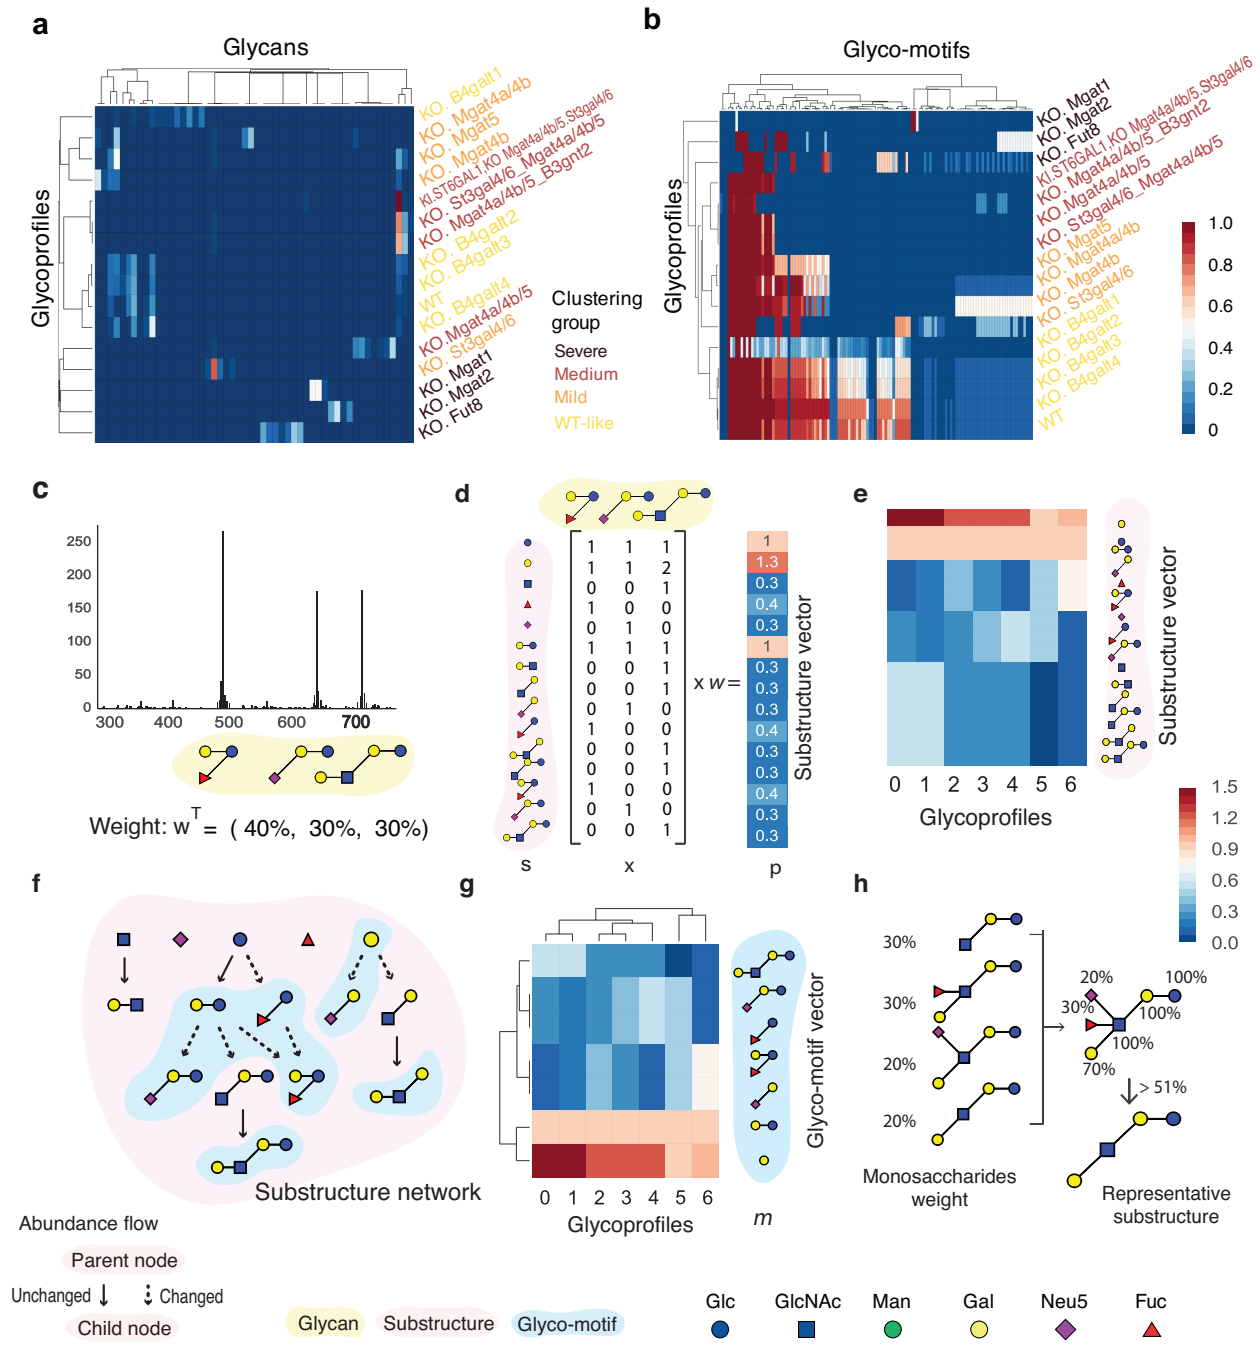 a
Glycans
Glycoprofiles
KO. B4galt1
KO. Mgat4a/4b
KO. Mgat5
KO. Mgat4b
KI.ST6GAL1,KO Mgat4a/4b/5.St3gal4/6
KO. St3gal4/6_Mgat4a/4b/5
KO. Mgat4a/4b/5_B3gnt2
KO. B4galt2
KO. B4galt3
WT
KO. B4galt4
KO.Mgat4a/4b/5
KO. St3gal4/6
KO. Mgat1
KO. Mgat2
KO. Fut8
Clustering
group
Severe
Medium
Mild
WT-like
b
Glyco-motifs
Glycoprofiles
KO. Mgat1
KO. Mgat2
KO. Fut8
KI.ST6GAL1,KO Mgat4a/4b/5.St3gal4/6
KO. Mgat4a/4b/5_B3gnt2
KO.Mgat4a/4b/5
KO. St3gal4/6_Mgat4a/4b/5
KO. Mgat5
KO. Mgat4a/4b
KO. Mgat4b
KO. St3gal4/6
KO. B4galt1
KO. B4galt2
KO. B4galt3
KO. B4galt4
WT
1.0
0.8
0.6
0.4
0.2
0
c
250
200
150
100
50
0
300 400 500 600 700
Weight: w^T = ( 40%, 30%, 30%)
d
1 1 1
1 1 2
0 0 1
1 0 0
0 1 0
1 1 1
0 0 1
0 0 1
0 1 0
1 0 0
0 0 1
0 0 1
1 0 0
0 1 0
0 0 1
x w =
1
1.3
0.3
0.4
0.3
1
0.3
0.3
0.3
0.4
0.3
0.3
0.4
0.3
0.3
Substructure vector
s x p
e
0 1 2 3 4 5 6
Glycoprofiles
Substructure vector
1.5
1.2
0.9
0.6
0.3
0.0
f
Substructure network
Abundance flow
Parent node
Unchanged Changed
Child node
Glycan Substructure Glyco-motif
g
0 1 2 3 4 5 6
Glycoprofiles
Glyco-motif vector
m
h
30%
30%
20%
20%
Monosaccharides
weight
20% 100%
30% 100%
100%
70%
> 51%
Representative
substructure
Glc GlcNAc Man Gal Neu5 Fuc